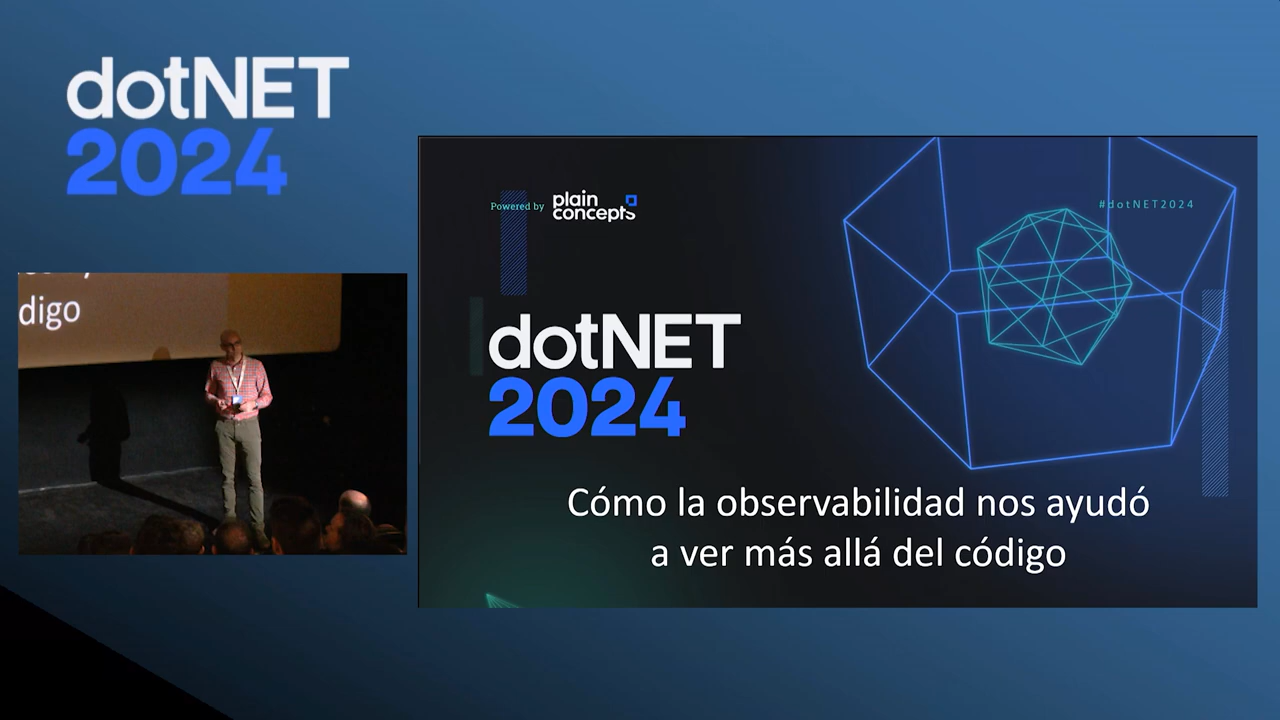 dotNET
2024
digo
Powered by plain concepts
#dotNET2024
dotNET
2024
Cómo la observabilidad nos ayudó
a ver más allá del código